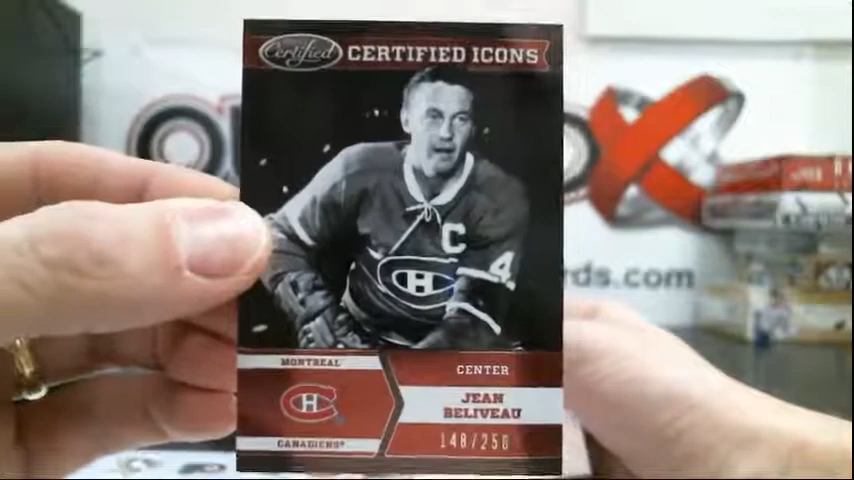 Certified
CERTIFIED ICONS
C
4
H
MONTREAL
CENTER
JEAN
BELIVEAU
CANADIENS
148/250
rds.com